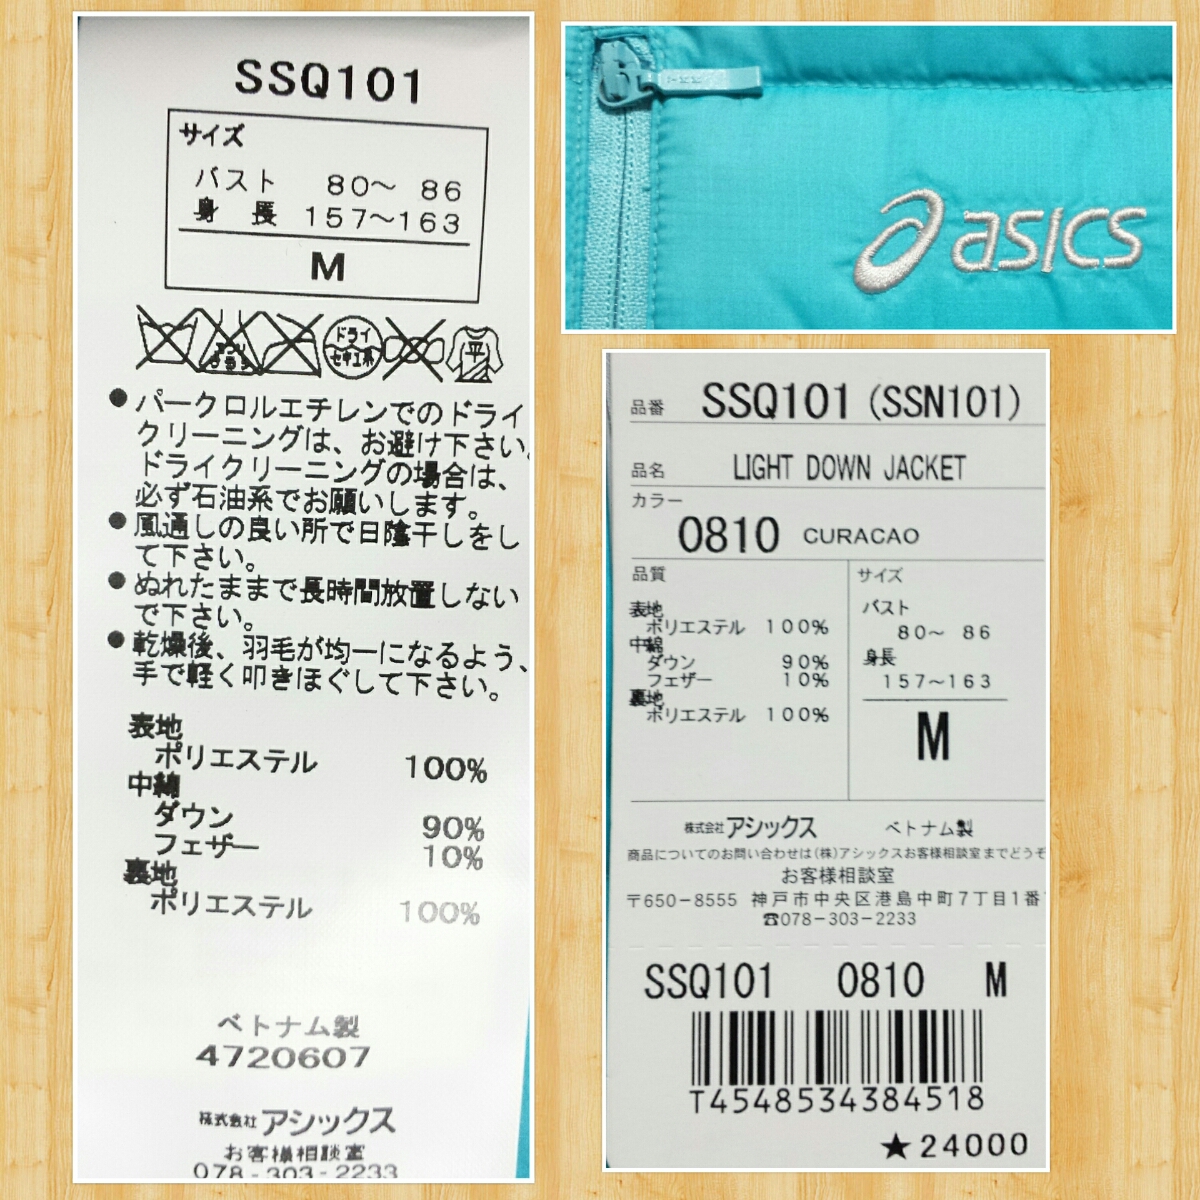 SSQ101
サイズ
バスト 80～ 86
身 長 157～163
M
ドライ
セキユ系
平
●パークロルエチレンでのドライ
クリーニングは、お避け下さい。
ドライクリーニングの場合は、
必ず石油系でお願いします。
●風通しの良い所で日陰干しをし
て下さい。
●ぬれたままで長時間放置しない
で下さい。
●乾燥後、羽毛が均一になるよう、
手で軽く叩きほぐして下さい。
表地
ポリエステル 100%
中綿
ダウン 90%
フェザー 10%
裏地
ポリエステル 100%
ベトナム製
4720607
株式会社アシックス
お客様相談室
078-303-2233
YKK
asics
品番 SSQ101(SSN101)
品名 LIGHT DOWN JACKET
カラー
0810 CURACAO
品質
表地
ポリエステル 100%
中綿
ダウン 90%
フェザー 10%
裏地
ポリエステル 100%
サイズ
バスト
80～ 86
身長
157～163
M
株式会社アシックス ベトナム製
商品についてのお問い合わせは(株)アシックスお客様相談室までどうぞ
お客様相談室
〒650-8555 神戸市中央区港島中町7丁目1番
☎078-303-2233
SSQ101 0810 M
T4548534384518
★24000